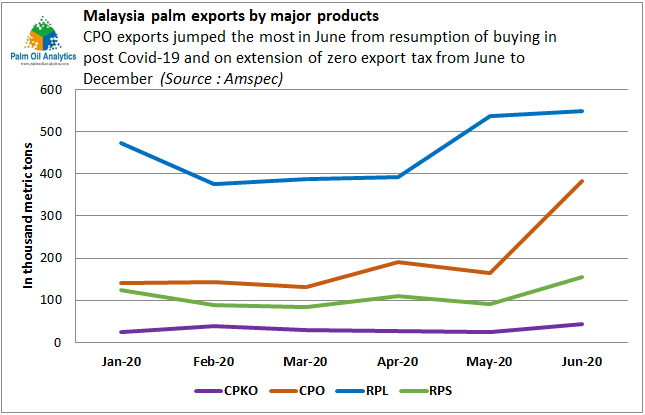 Malaysia palm exports by major products
CPO exports jumped the most in June from resumption of buying in
post Covid-19 and on extension of zero export tax from June to
December (Source : Amspec)
Palm Oil Analytics
www.palmoilanalytics.com
In thousand metric tons
600
500
400
300
200
100
0
Jan-20 Feb-20 Mar-20 Apr-20 May-20 Jun-20
CPKO CPO RPL RPS